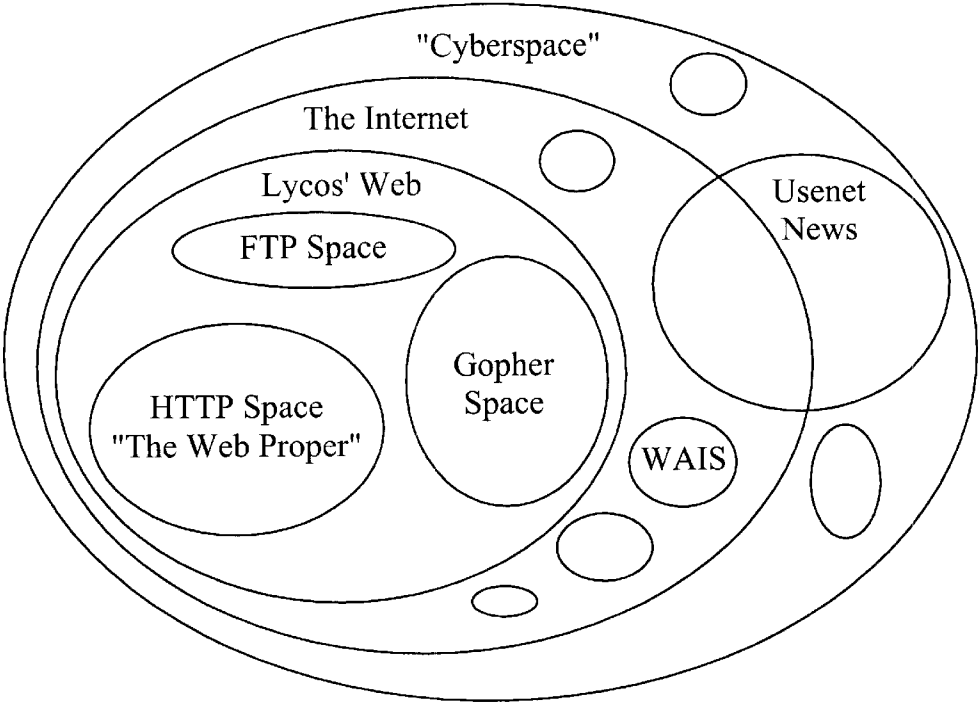 "Cyberspace"
The Internet
Lycos' Web
FTP Space
Usenet
News
Gopher
Space
HTTP Space
"The Web Proper"
WAIS